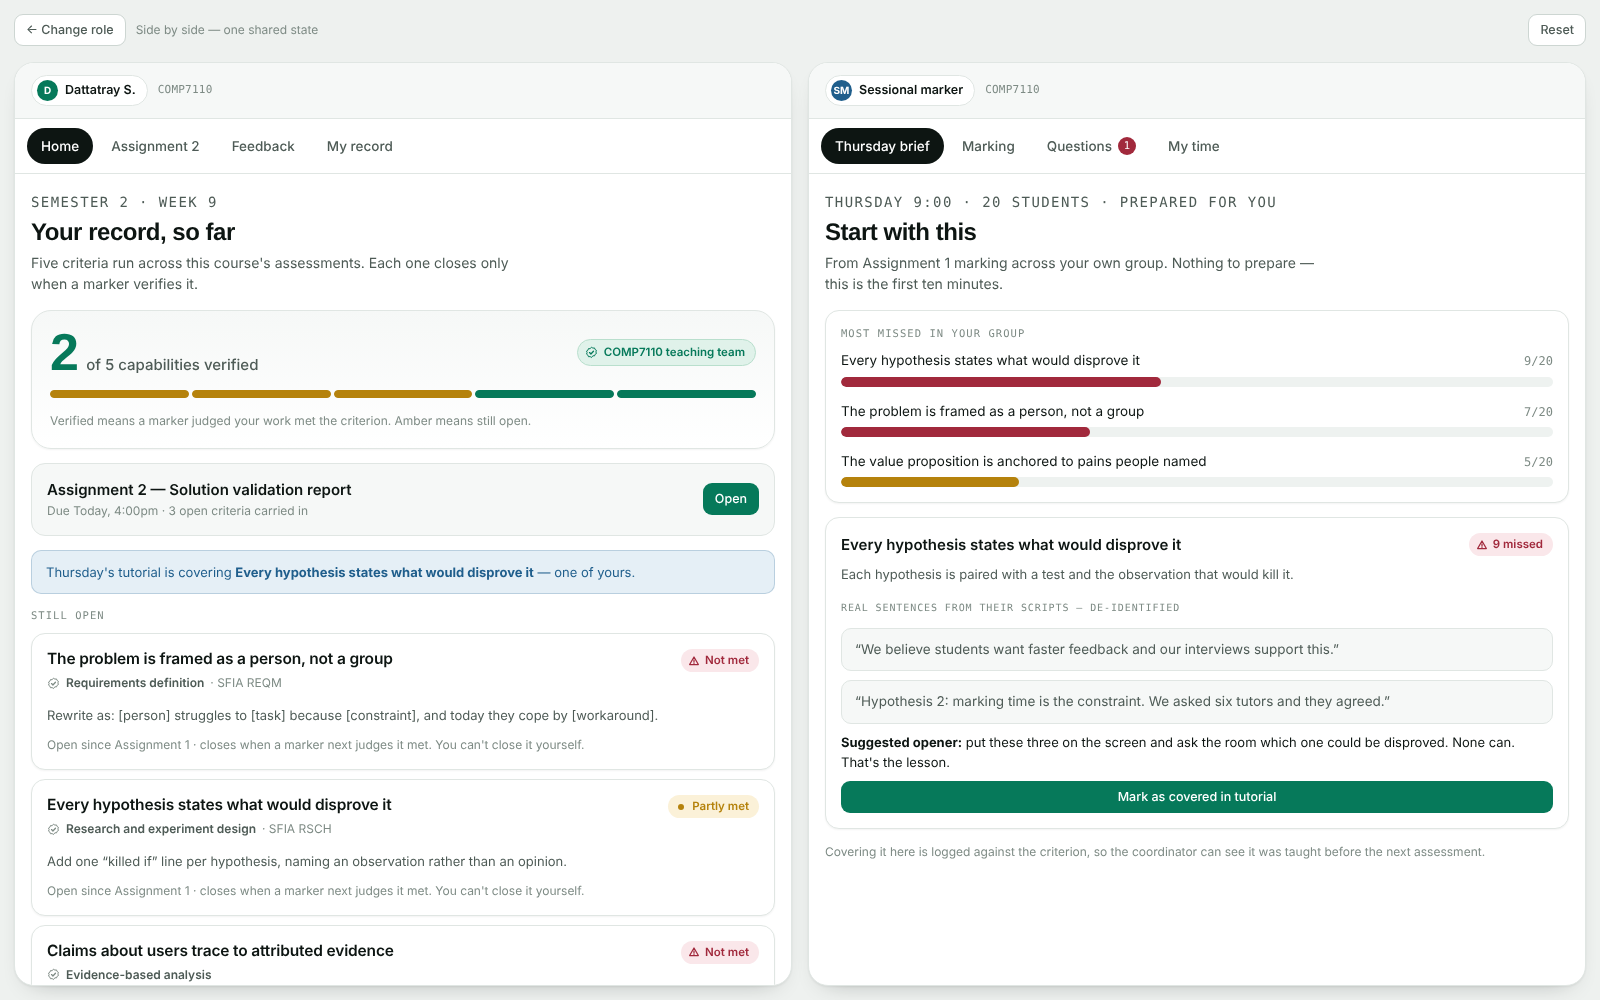 ← Change role
Side by side — one shared state
Reset
D
Dattatray S.
COMP7110
Home
Assignment 2
Feedback
My record
SEMESTER 2 · WEEK 9
Your record, so far
Five criteria run across this course's assessments. Each one closes only
when a marker verifies it.
2 of 5 capabilities verified
COMP7110 teaching team
Verified means a marker judged your work met the criterion. Amber means still open.
Assignment 2 — Solution validation report
Due Today, 4:00pm · 3 open criteria carried in
Open
Thursday's tutorial is covering Every hypothesis states what would disprove it — one of yours.
STILL OPEN
The problem is framed as a person, not a group
Not met
Requirements definition · SFIA REQM
Rewrite as: [person] struggles to [task] because [constraint], and today they cope by [workaround].
Open since Assignment 1 · closes when a marker next judges it met. You can't close it yourself.
Every hypothesis states what would disprove it
Partly met
Research and experiment design · SFIA RSCH
Add one “killed if” line per hypothesis, naming an observation rather than an opinion.
Open since Assignment 1 · closes when a marker next judges it met. You can't close it yourself.
Claims about users trace to attributed evidence
Not met
Evidence-based analysis
SM
Sessional marker
COMP7110
Thursday brief
Marking
Questions 1
My time
THURSDAY 9:00 · 20 STUDENTS · PREPARED FOR YOU
Start with this
From Assignment 1 marking across your own group. Nothing to prepare —
this is the first ten minutes.
MOST MISSED IN YOUR GROUP
Every hypothesis states what would disprove it
9/20
The problem is framed as a person, not a group
7/20
The value proposition is anchored to pains people named
5/20
Every hypothesis states what would disprove it
9 missed
Each hypothesis is paired with a test and the observation that would kill it.
REAL SENTENCES FROM THEIR SCRIPTS — DE-IDENTIFIED
“We believe students want faster feedback and our interviews support this.”
“Hypothesis 2: marking time is the constraint. We asked six tutors and they agreed.”
Suggested opener: put these three on the screen and ask the room which one could be disproved. None can.
That's the lesson.
Mark as covered in tutorial
Covering it here is logged against the criterion, so the coordinator can see it was taught before the next assessment.